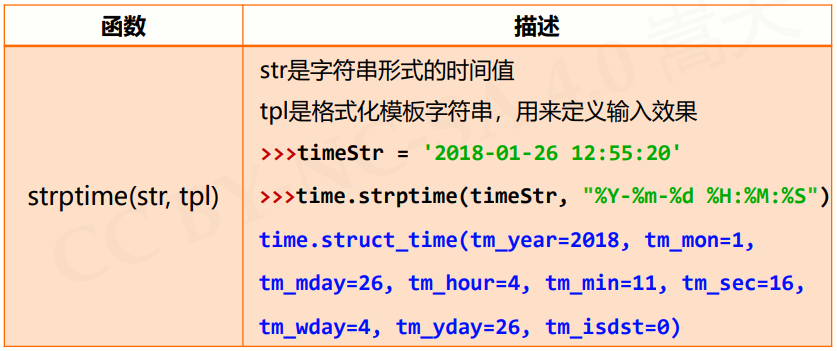 函数 描述
str是字符串形式的时间值
tpl是格式化模板字符串，用来定义输入效果
>>>timeStr = '2018-01-26 12:55:20'
strptime(str, tpl) >>>time.strptime(timeStr, "%Y-%m-%d %H:%M:%S")
time.struct_time(tm_year=2018, tm_mon=1,
tm_mday=26, tm_hour=4, tm_min=11, tm_sec=16,
tm_wday=4, tm_yday=26, tm_isdst=0)
CC BY NC-SA 4.0 嵩天